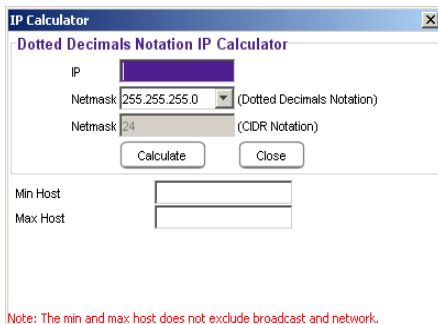 IP Calculator
Dotted Decimals Notation IP Calculator
IP
Netmask 255.255.255.0 (Dotted Decimals Notation)
Netmask 24 (CIDR Notation)
Calculate Close
Min Host
Max Host
Note: The min and max host does not exclude broadcast and network.